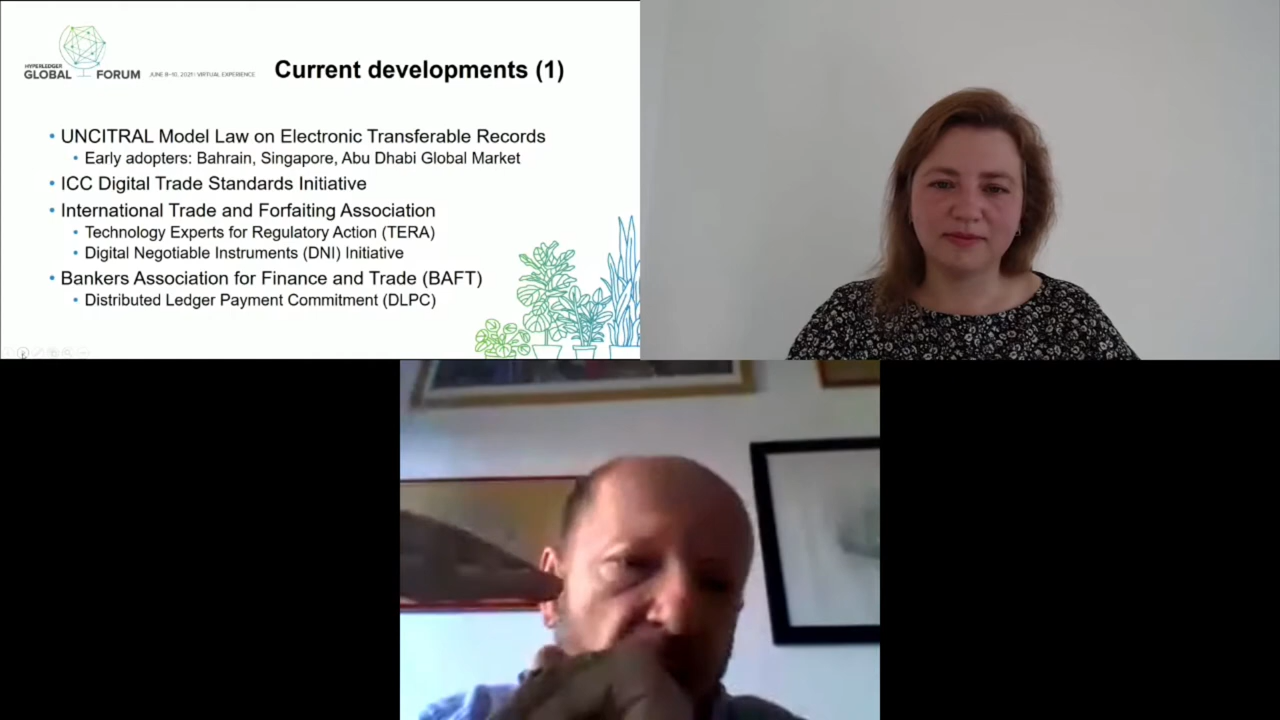 HYPERLEDGER
GLOBAL FORUM
JUNE 8-10, 2021 | VIRTUAL EXPERIENCE
Current developments (1)
• UNCITRAL Model Law on Electronic Transferable Records
• Early adopters: Bahrain, Singapore, Abu Dhabi Global Market
• ICC Digital Trade Standards Initiative
• International Trade and Forfaiting Association
• Technology Experts for Regulatory Action (TERA)
• Digital Negotiable Instruments (DNI) Initiative
• Bankers Association for Finance and Trade (BAFT)
• Distributed Ledger Payment Commitment (DLPC)